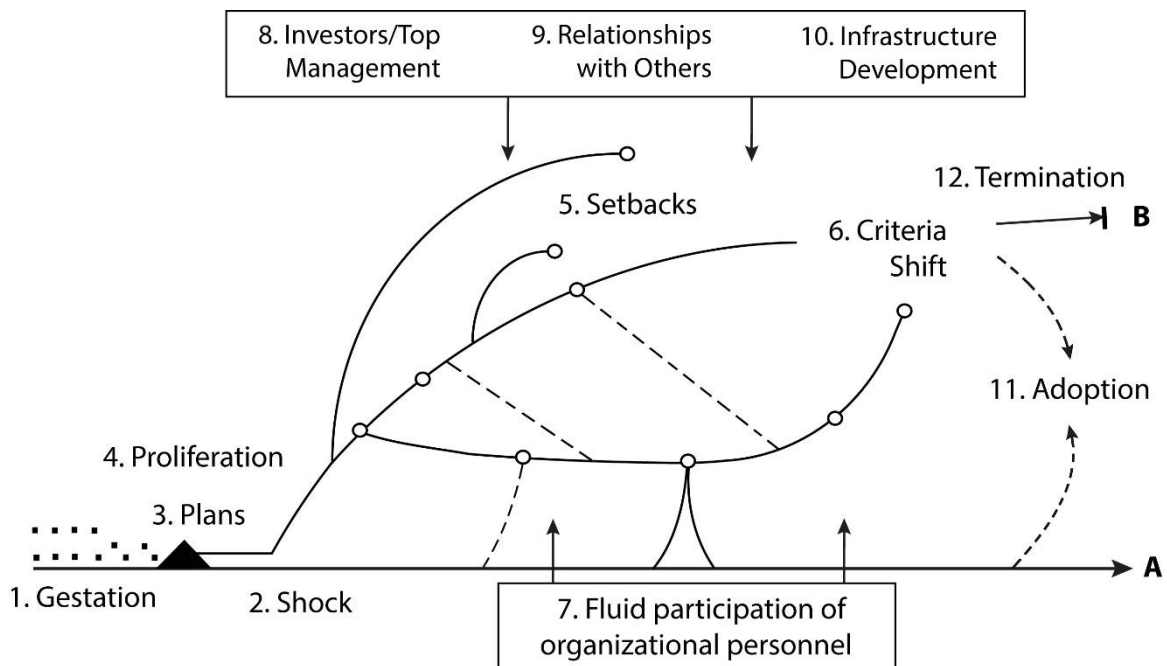 8. Investors/Top
Management
9. Relationships
with Others
10. Infrastructure
Development
12. Termination
B
5. Setbacks
6. Criteria
Shift
11. Adoption
4. Proliferation
3. Plans
A
1. Gestation
2. Shock
7. Fluid participation of
organizational personnel